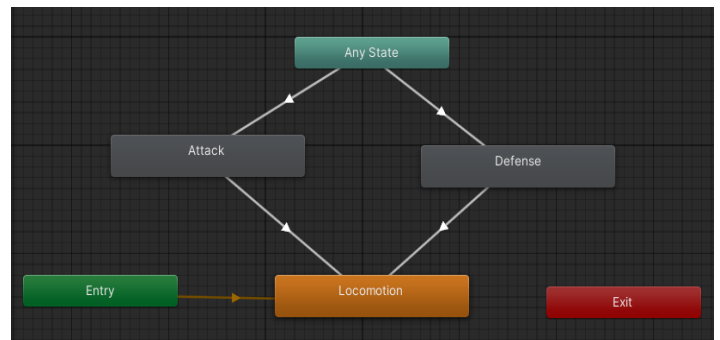 Any State
Attack
Defense
Entry
Locomotion
Exit